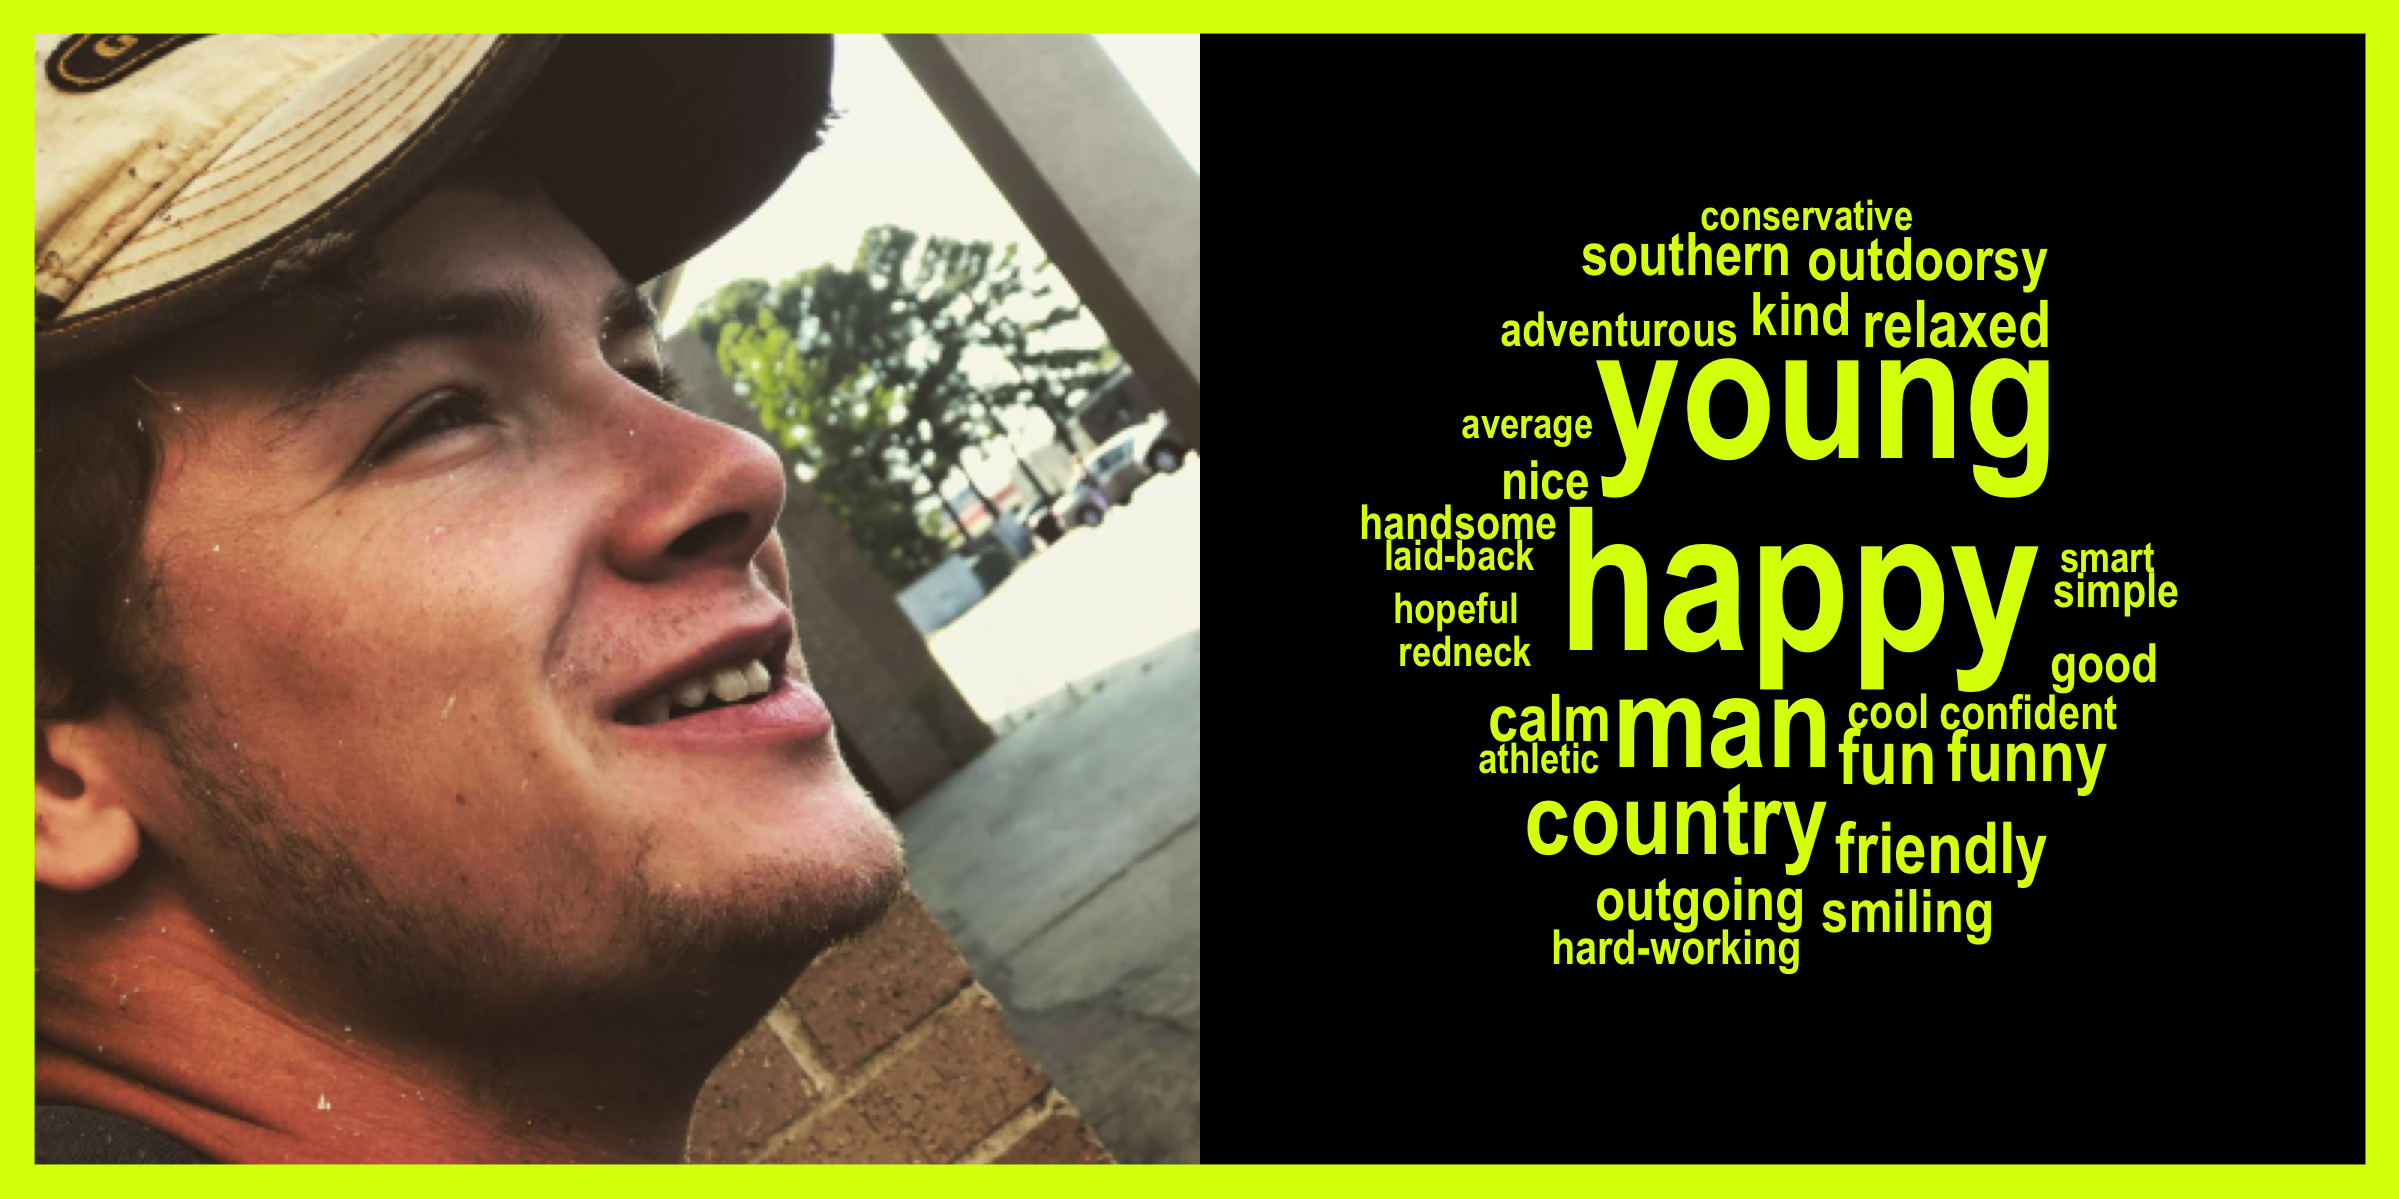 G
conservative
southern outdoorsy
adventurous kind relaxed
young
average
nice
handsome
happy
laid-back
smart
simple
hopeful
redneck
good
calm man cool confident
athletic
fun funny
country
friendly
outgoing smiling
hard-working